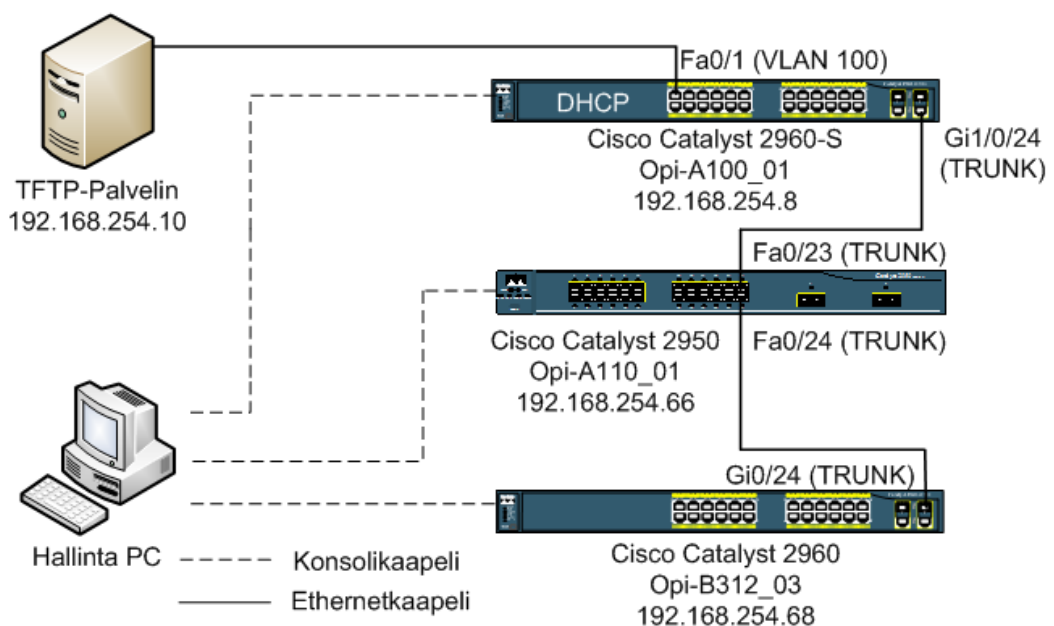 Fa0/1 (VLAN 100)
DHCP
Cisco Catalyst 2960-S
Opi-A100_01
192.168.254.8
Gi1/0/24
(TRUNK)
TFTP-Palvelin
192.168.254.10
Fa0/23 (TRUNK)
Cisco Catalyst 2950
Opi-A110_01
192.168.254.66
Fa0/24 (TRUNK)
Gi0/24 (TRUNK)
Cisco Catalyst 2960
Opi-B312_03
192.168.254.68
Hallinta PC
Konsolikaapeli
Ethernetkaapeli